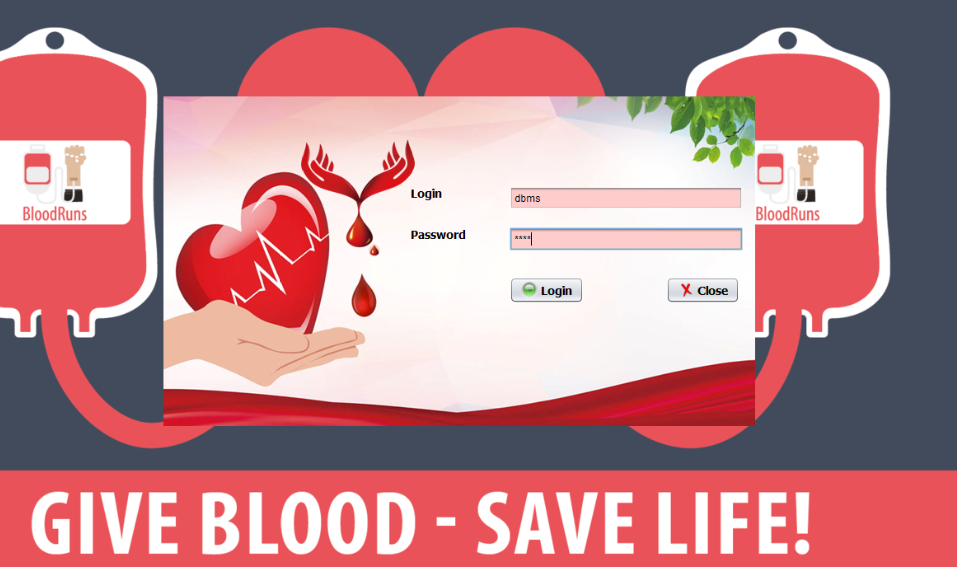 BloodRuns
BloodRuns
Login
dbms
Password
****
Login
Close
GIVE BLOOD - SAVE LIFE!